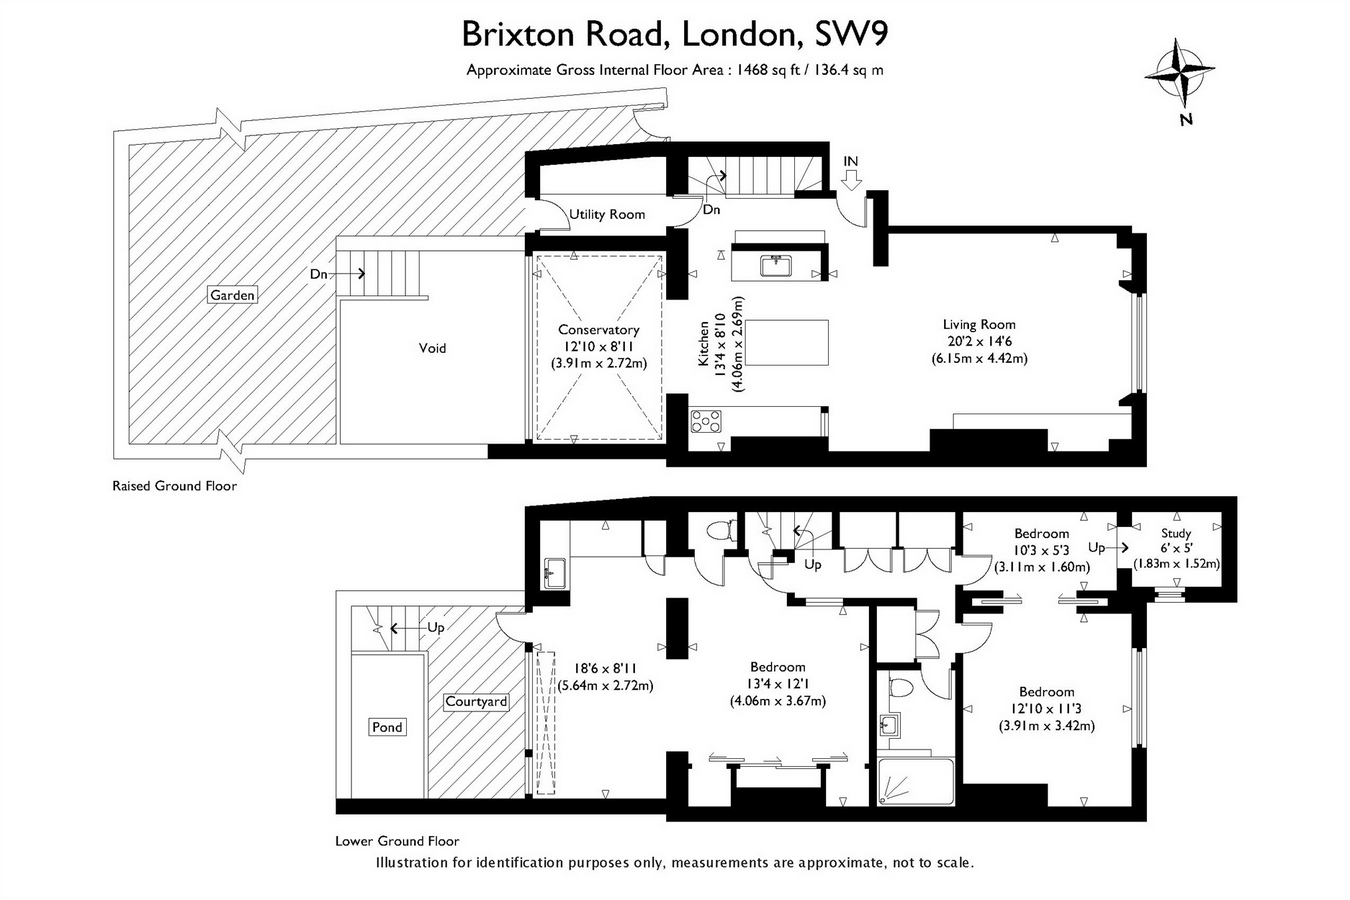 Brixton Road, London, SW9
Approximate Gross Internal Floor Area : 1468 sq ft / 136.4 sq m
N
IN
Dn
Utility Room
Dn
Garden
Void
Conservatory
12'10 x 8'11
(3.91m x 2.72m)
Kitchen
13'4 x 8'10
(4.06m x 2.69m)
Living Room
20'2 x 14'6
(6.15m x 4.42m)
Raised Ground Floor
Bedroom
10'3 x 5'3
(3.11m x 1.60m)
Up
Study
6' x 5'
(1.83m x 1.52m)
Up
Up
18'6 x 8'11
(5.64m x 2.72m)
Bedroom
13'4 x 12'1
(4.06m x 3.67m)
Courtyard
Pond
Bedroom
12'10 x 11'3
(3.91m x 3.42m)
Lower Ground Floor
Illustration for identification purposes only, measurements are approximate, not to scale.